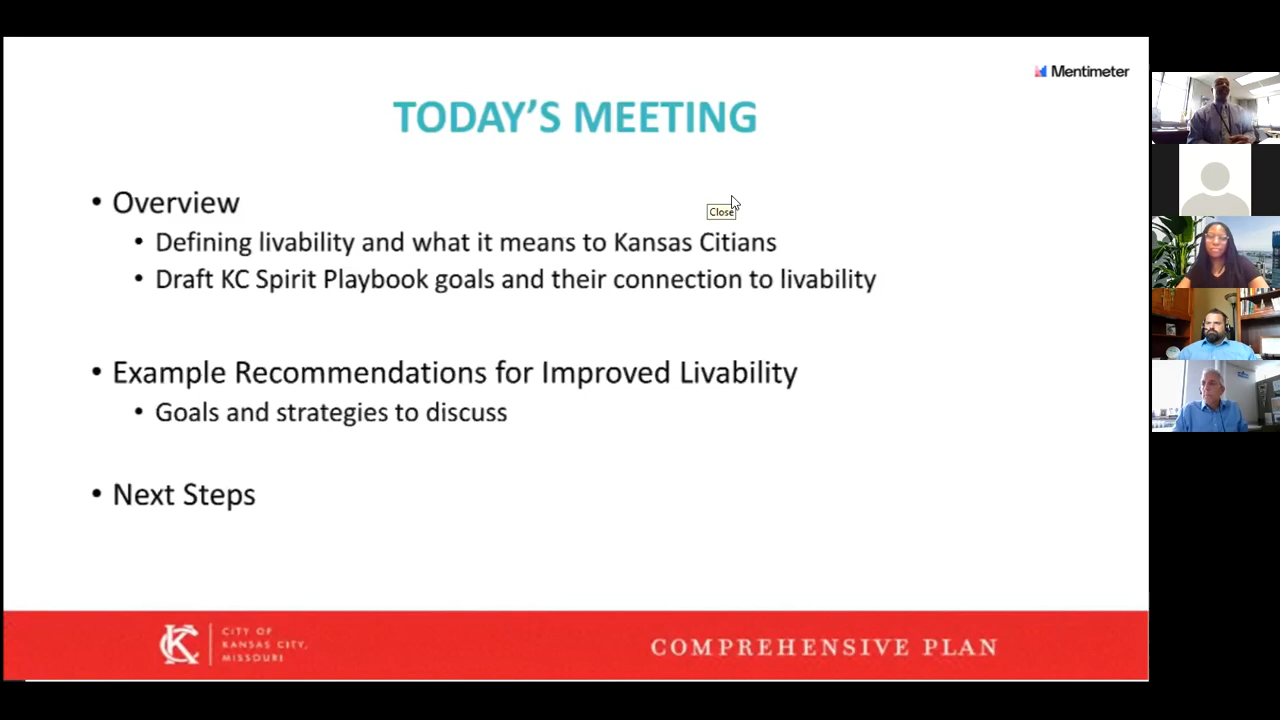 Mentimeter
TODAY'S MEETING
• Overview
Close
• Defining livability and what it means to Kansas Citians
• Draft KC Spirit Playbook goals and their connection to livability
• Example Recommendations for Improved Livability
• Goals and strategies to discuss
• Next Steps
KC
CITY OF
KANSAS CITY,
MISSOURI
COMPREHENSIVE PLAN